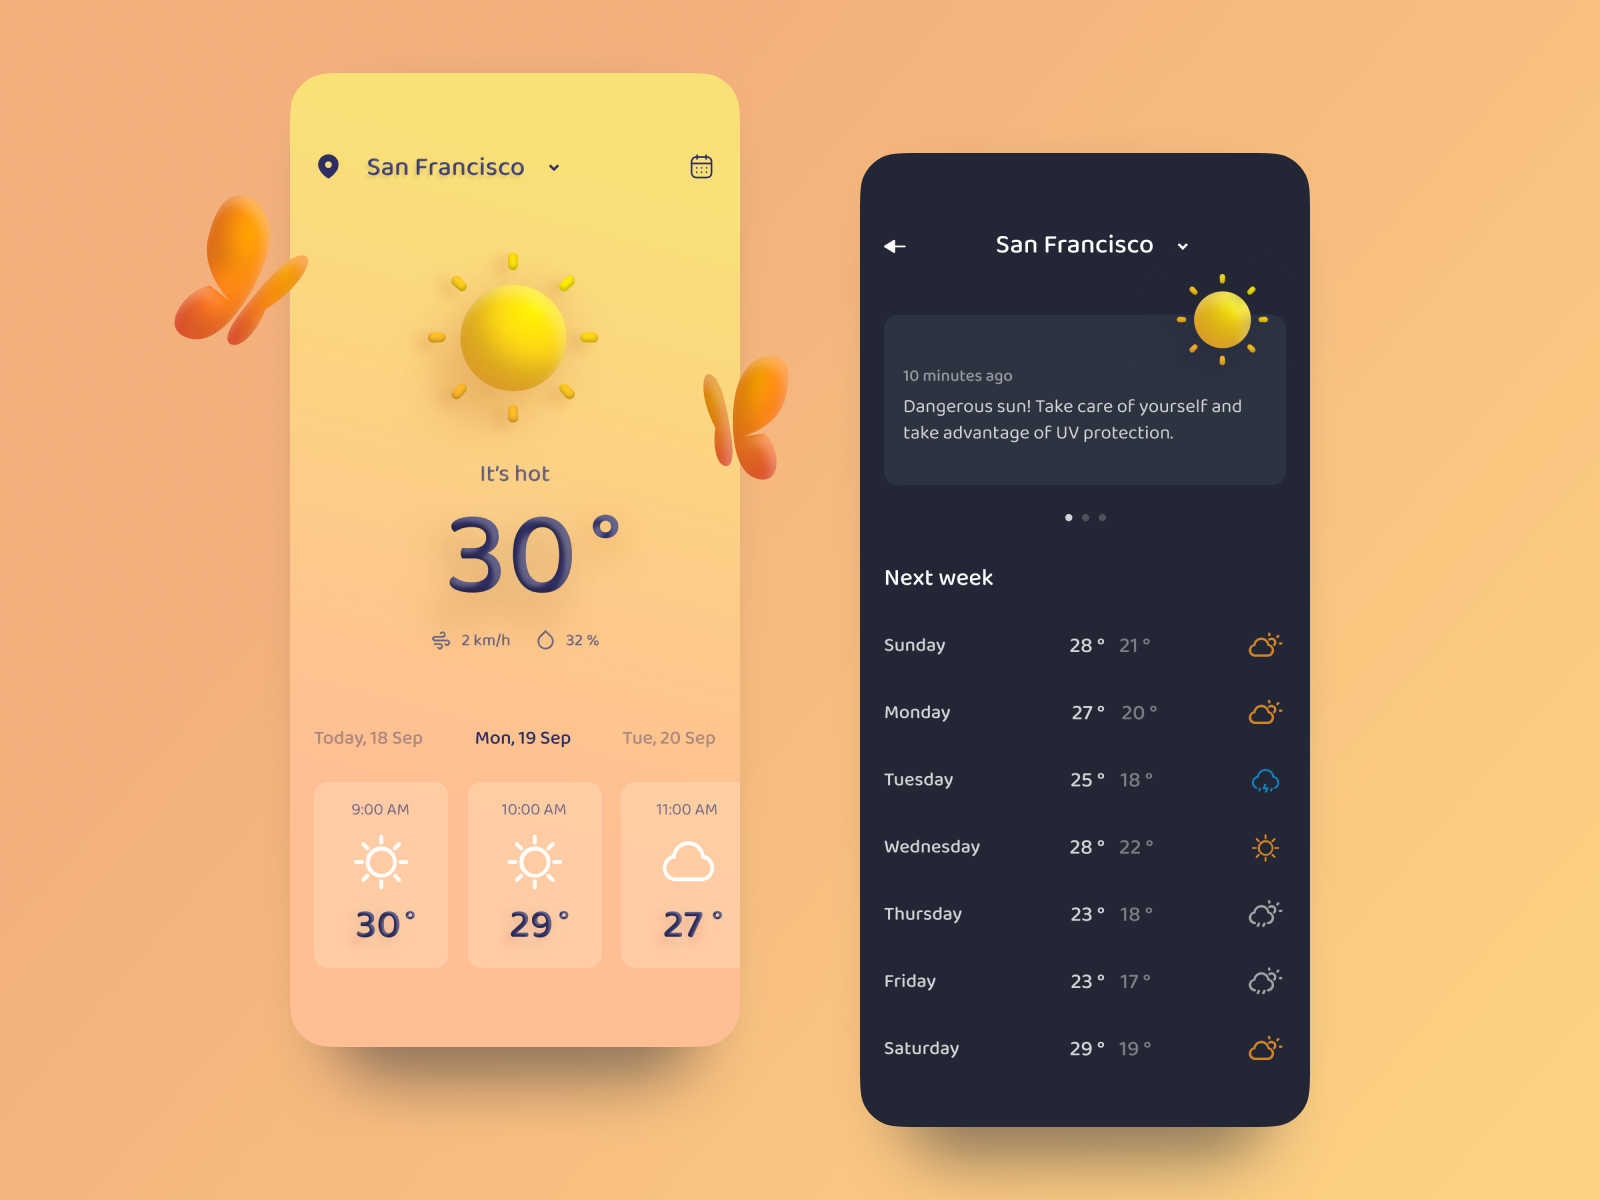 San Francisco
It's hot
30°
2 km/h 32 %
Today, 18 Sep Mon, 19 Sep Tue, 20 Sep
9:00 AM 10:00 AM 11:00 AM
30° 29° 27°
San Francisco
10 minutes ago
Dangerous sun! Take care of yourself and
take advantage of UV protection.
Next week
Sunday 28° 21°
Monday 27° 20°
Tuesday 25° 18°
Wednesday 28° 22°
Thursday 23° 18°
Friday 23° 17°
Saturday 29° 19°